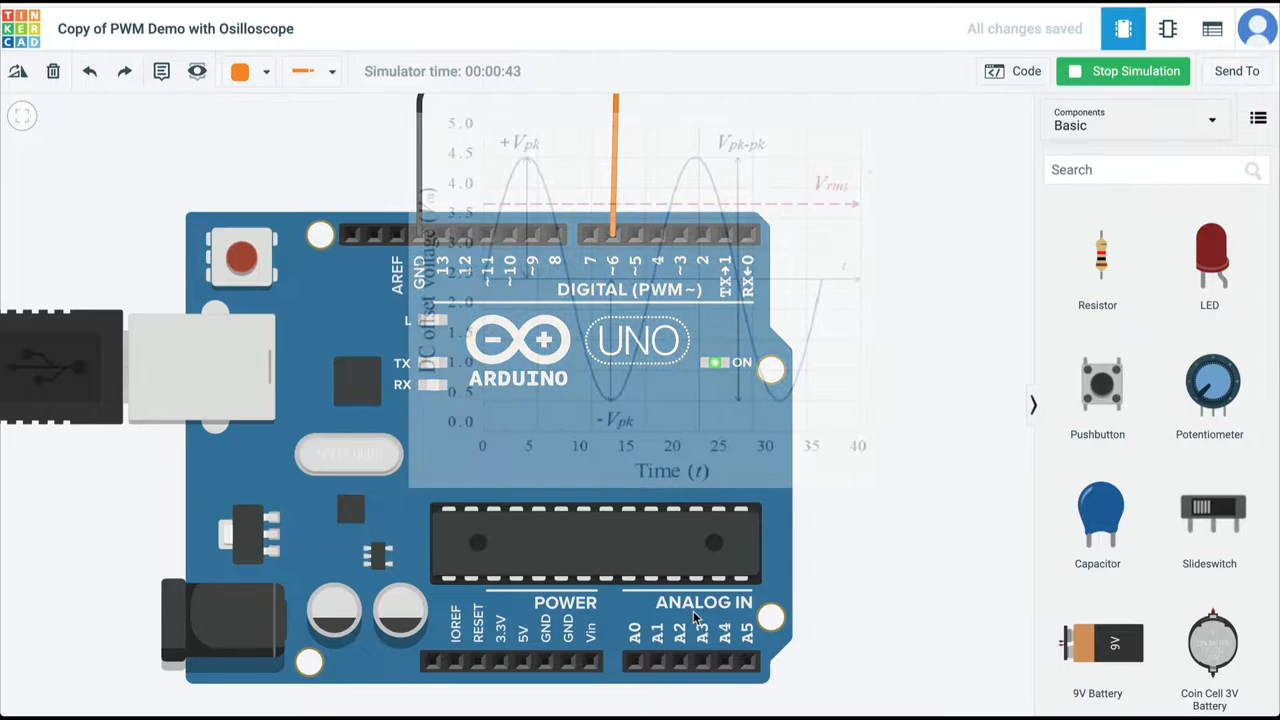 TIN
KER
CAD
Copy of PWM Demo with Osilloscope
All changes saved
Simulator time: 00:00:43
Code
Stop Simulation
Send To
Components
Basic
Search
Resistor
LED
Pushbutton
Potentiometer
Capacitor
Slideswitch
9V
9V Battery
Coin Cell 3V
Battery
5.0
4.5
4.0
3.5
3.0
2.0
1.5
1.0
0.5
0.0
+Vpk
Vpk-pk
Vrms
t
-Vpk
DC offset Voltage
0
5
10
15
20
25
30
35
40
Time (t)
AREF
GND
13
12
~11
~10
~9
8
7
~6
~5
4
~3
2
TX→1
RX←0
DIGITAL (PWM~)
L
TX
RX
ARDUINO
UNO
ON
POWER
ANALOG IN
IOREF
RESET
3.3V
5V
GND
GND
Vin
A0
A1
A2
A3
A4
A5